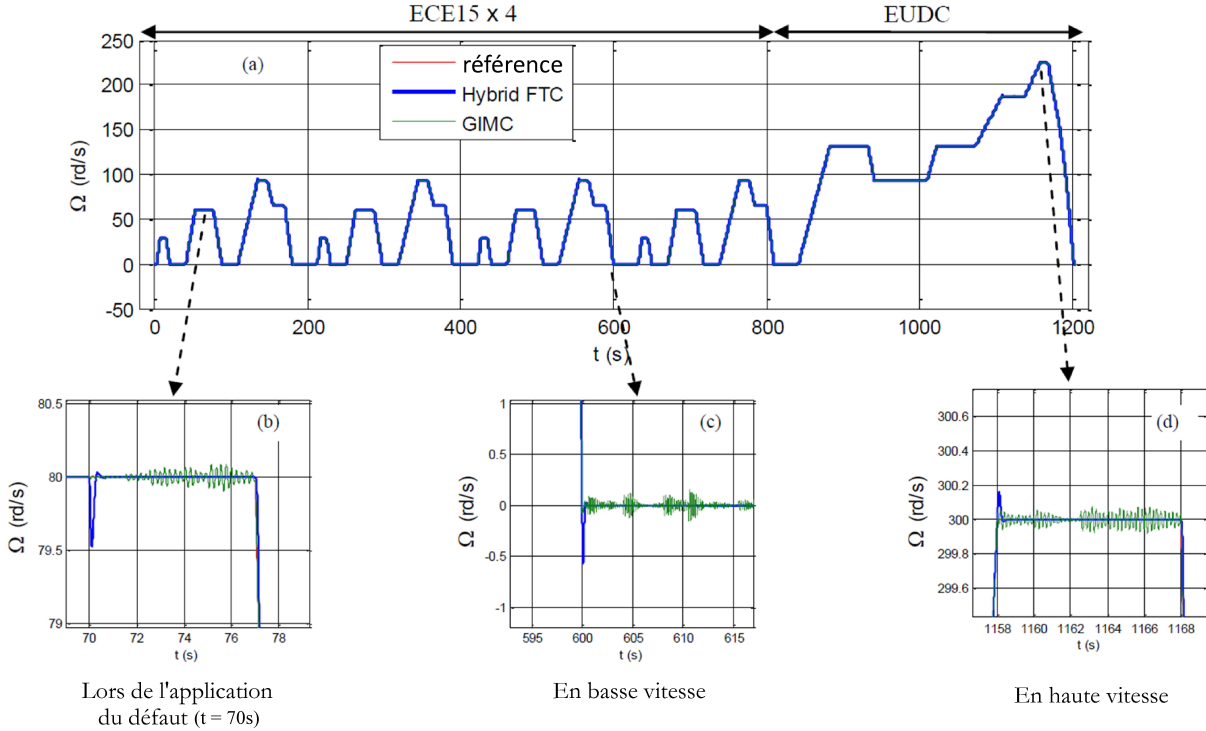 ECE15 x 4
EUDC
(a)
référence
Hybrid FTC
GIMC
250
200
150
100
50
0
-50
Ω (rd/s)
0
200
400
600
800
1000
1200
t (s)
(b)
80.5
80
79.5
79
Ω (rd/s)
70
72
74
76
78
t (s)
Lors de l'application
du défaut (t = 70s)
(c)
1
0.5
0
-0.5
-1
Ω (rd/s)
595
600
605
610
615
t (s)
En basse vitesse
(d)
300.6
300.4
300.2
300
299.8
299.6
Ω (rd/s)
1158
1160
1162
1164
1166
1168
t (s)
En haute vitesse